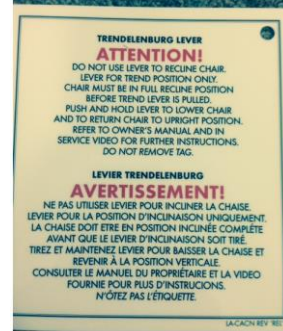 TRENDELENBURG LEVER
ATTENTION!
DO NOT USE LEVER TO RECLINE CHAIR.
LEVER FOR TREND POSITION ONLY.
CHAIR MUST BE IN FULL RECLINE POSITION
BEFORE TREND LEVER IS PULLED.
PUSH AND HOLD LEVER TO LOWER CHAIR
AND TO RETURN CHAIR TO UPRIGHT POSITION.
REFER TO OWNER'S MANUAL AND IN
SERVICE VIDEO FOR FURTHER INSTRUCTIONS.
DO NOT REMOVE TAG.
LEVIER TRENDELENBURG
AVERTISSEMENT!
NE PAS UTILISER LEVIER POUR INCLINER LA CHAISE.
LEVIER POUR LA POSITION D'INCLINAISON UNIQUEMENT.
LA CHAISE DOIT ETRE EN POSITION INCLINÉE COMPLÈTE
AVANT QUE LE LEVIER D'INCLINAISON SOIT TIRÉ.
TIREZ ET MAINTENEZ LEVIER POUR BAISSER LA CHAISE ET
REVENIR À LA POSITION VERTICALE.
CONSULTER LE MANUEL DU PROPRIÉTAIRE ET LA VIDEO
FOURNIE POUR PLUS D'INSTRUCIONS.
N'ÔTEZ PAS L'ÉTIQUETTE.
LA-CACN REV